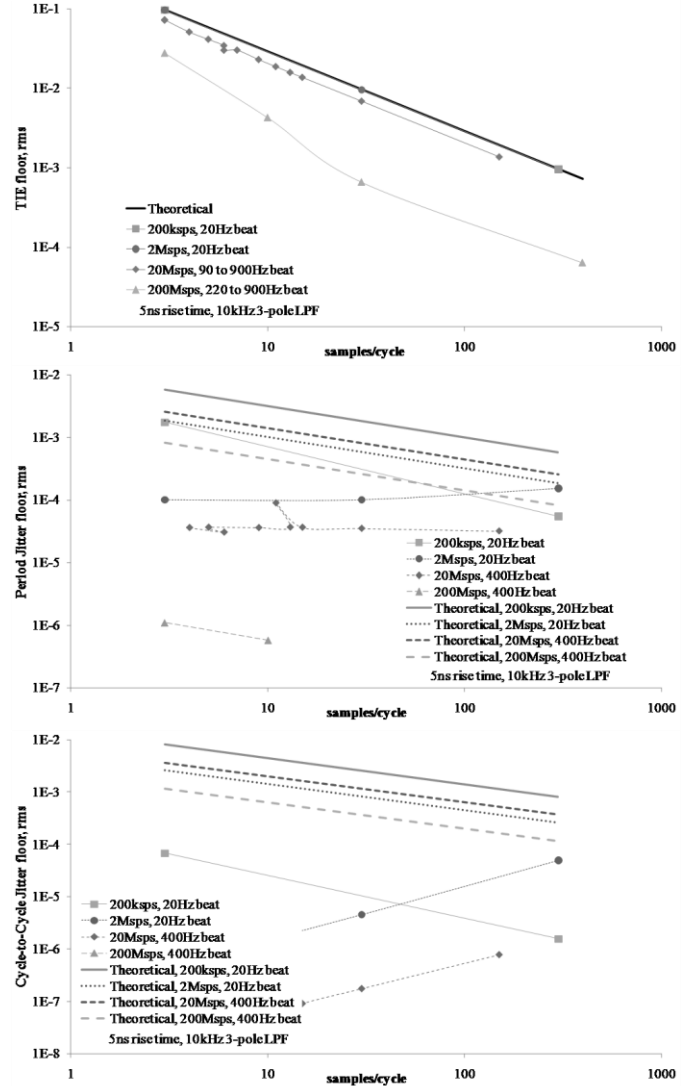 1E-1
1E-2
1E-3
1E-4
1E-5
TIE floor, rms
Theoretical
200ksps, 20Hz beat
2Msps, 20Hz beat
20Msps, 90 to 900Hz beat
200Msps, 220 to 900Hz beat
5ns rise time, 10kHz 3-pole LPF
1
10
100
1000
samples/cycle
1E-2
1E-3
1E-4
1E-5
1E-6
1E-7
Period Jitter floor, rms
200ksps, 20Hz beat
2Msps, 20Hz beat
20Msps, 400Hz beat
200Msps, 400Hz beat
Theoretical, 200ksps, 20Hz beat
Theoretical, 2Msps, 20Hz beat
Theoretical, 20Msps, 400Hz beat
Theoretical, 200Msps, 400Hz beat
5ns rise time, 10kHz 3-pole LPF
1
10
100
1000
samples/cycle
1E-2
1E-3
1E-4
1E-5
1E-6
1E-7
1E-8
Cycle-to-Cycle Jitter floor, rms
200ksps, 20Hz beat
2Msps, 20Hz beat
20Msps, 400Hz beat
200Msps, 400Hz beat
Theoretical, 200ksps, 20Hz beat
Theoretical, 2Msps, 20Hz beat
Theoretical, 20Msps, 400Hz beat
Theoretical, 200Msps, 400Hz beat
5ns rise time, 10kHz 3-pole LPF
1
10
100
1000
samples/cycle